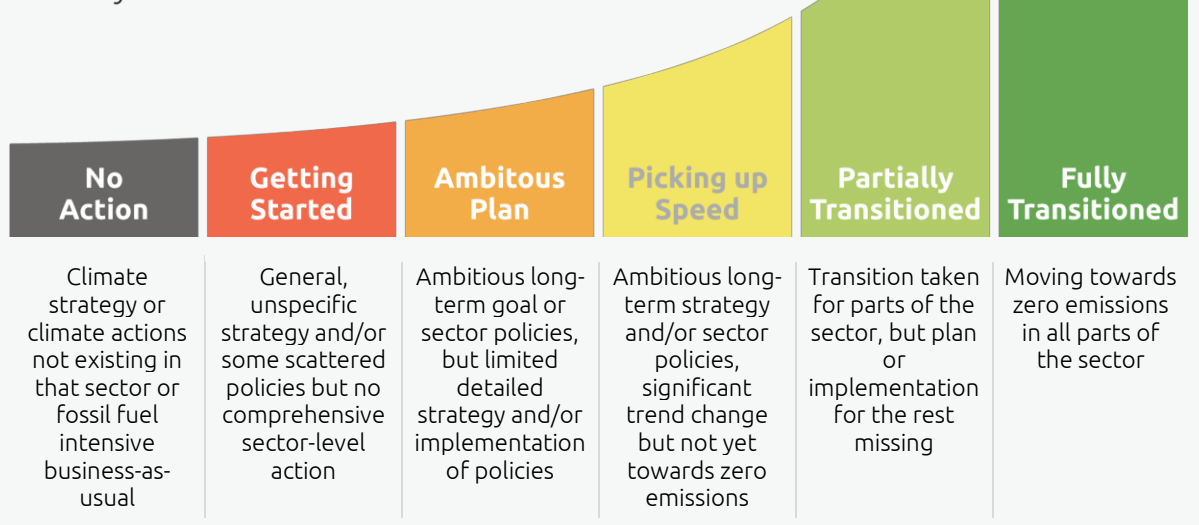 No
Action
Getting
Started
Ambitous
Plan
Picking up
Speed
Partially
Transitioned
Fully
Transitioned
Climate
strategy or
climate actions
not existing in
that sector or
fossil fuel
intensive
business-as-
usual
General,
unspecific
strategy and/or
some scattered
policies but no
comprehensive
sector-level
action
Ambitious long-
term goal or
sector policies,
but limited
detailed
strategy and/or
implementation
of policies
Ambitious long-
term strategy
and/or sector
policies,
significant
trend change
but not yet
towards zero
emissions
Transition taken
for parts of the
sector, but plan
or
implementation
for the rest
missing
Moving towards
zero emissions
in all parts of
the sector